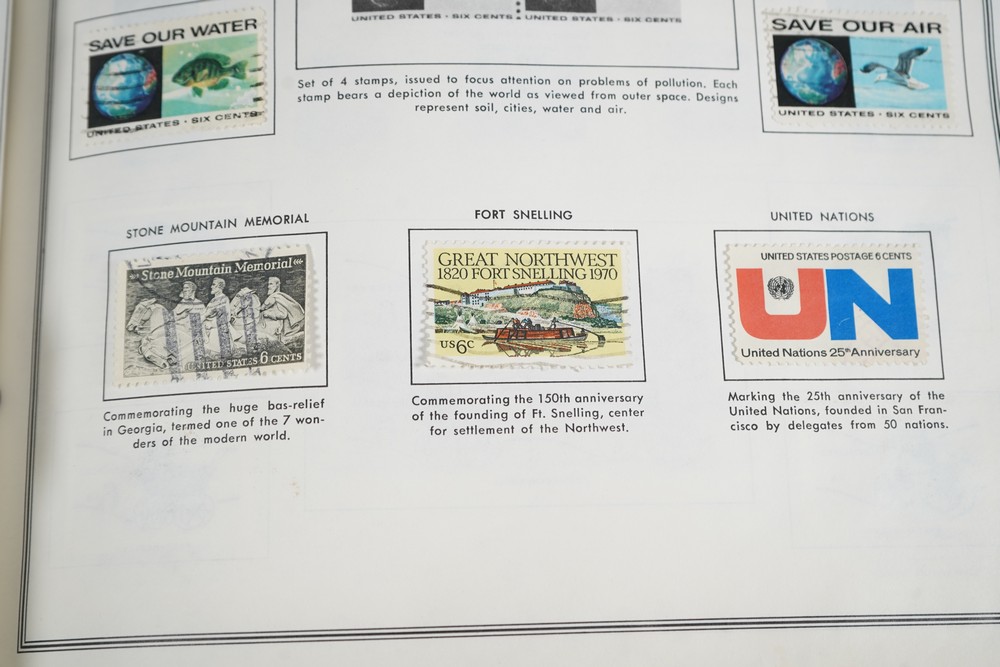 UNITED STATES · SIX CENTS · UNITED STATES · SIX CENTS
SAVE OUR WATER
UNITED STATES · SIX CENTS
Set of 4 stamps, issued to focus attention on problems of pollution. Each
stamp bears a depiction of the world as viewed from outer space. Designs
represent soil, cities, water and air.
SAVE OUR AIR
UNITED STATES · SIX CENTS
STONE MOUNTAIN MEMORIAL
Stone Mountain Memorial
UNITED STATES 6 CENTS
Commemorating the huge bas-relief
in Georgia, termed one of the 7 won-
ders of the modern world.
FORT SNELLING
GREAT NORTHWEST
1820 FORT SNELLING 1970
US 6c
Commemorating the 150th anniversary
of the founding of Ft. Snelling, center
for settlement of the Northwest.
UNITED NATIONS
UNITED STATES POSTAGE 6 CENTS
UN
United Nations 25th Anniversary
Marking the 25th anniversary of the
United Nations, founded in San Fran-
cisco by delegates from 50 nations.